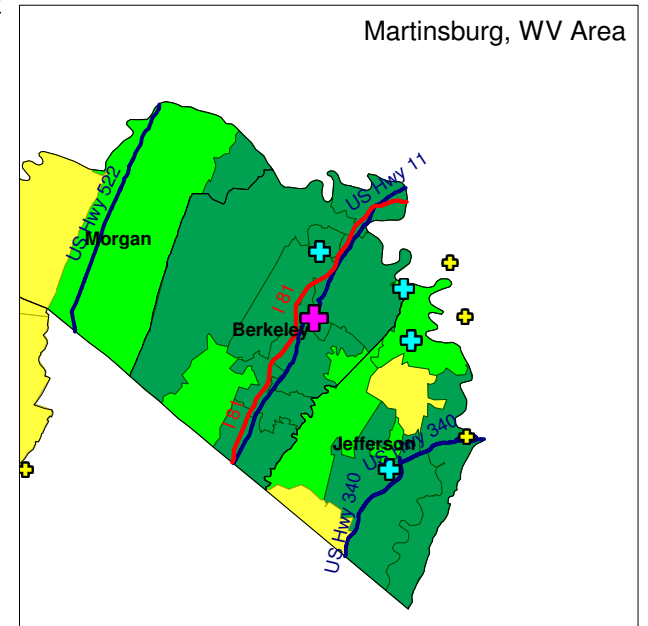 Martinsburg, WV Area
US Hwy 11
US Hwy 522
Morgan
I 81
Berkeley
I 81
US Hwy 340
Jefferson
US Hwy 340